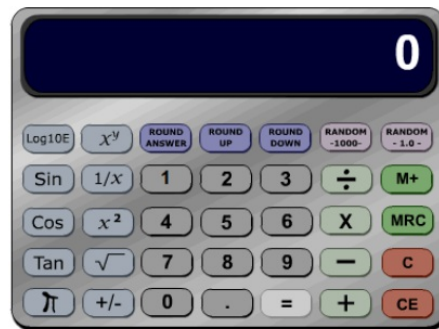 0
Log10E xʸ ROUND ANSWER ROUND UP ROUND DOWN RANDOM -1000- RANDOM - 1.0 -
Sin 1/x 1 2 3 ÷ M+
Cos x² 4 5 6 X MRC
Tan √ 7 8 9 − C
π +/- 0 . = + CE